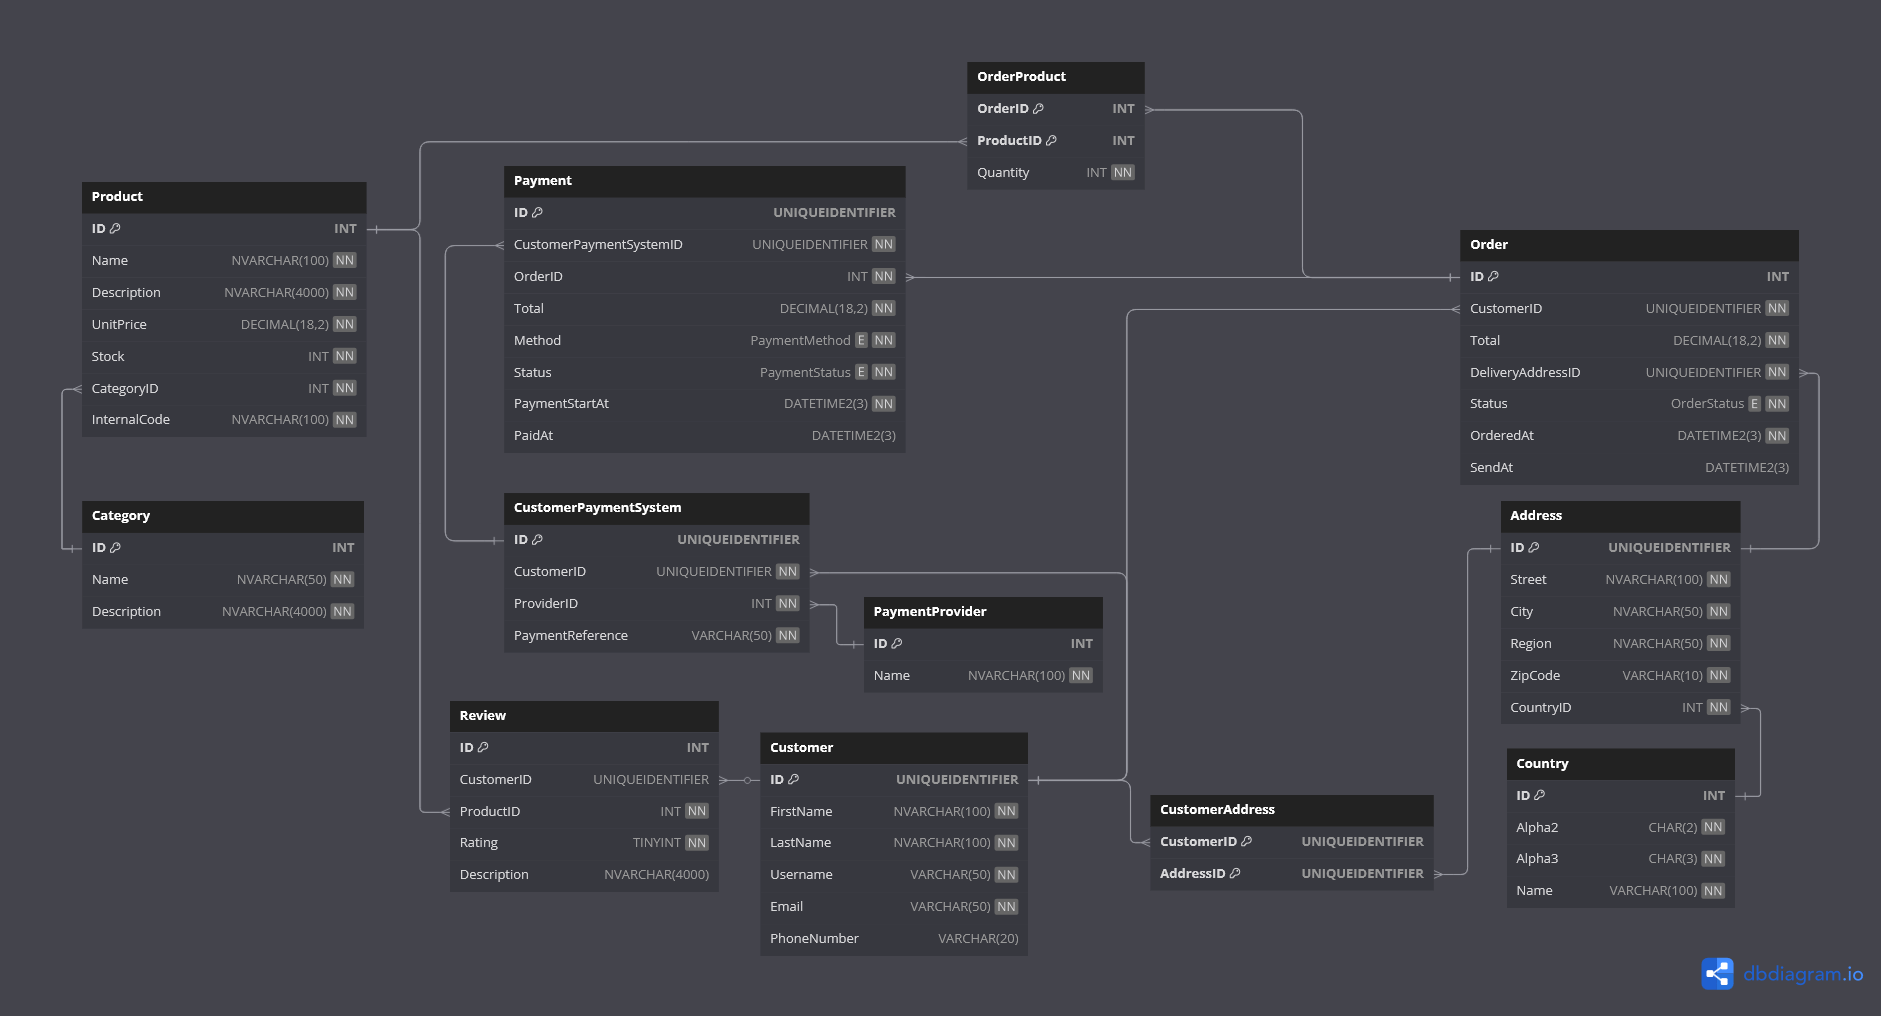 OrderProduct
OrderID INT
ProductID INT
Quantity INT NN
Payment
ID UNIQUEIDENTIFIER
CustomerPaymentSystemID UNIQUEIDENTIFIER NN
OrderID INT NN
Total DECIMAL(18,2) NN
Method PaymentMethod E NN
Status PaymentStatus E NN
PaymentStartAt DATETIME2(3) NN
PaidAt DATETIME2(3)
Product
ID INT
Name NVARCHAR(100) NN
Description NVARCHAR(4000) NN
UnitPrice DECIMAL(18,2) NN
Stock INT NN
CategoryID INT NN
InternalCode NVARCHAR(100) NN
Order
ID INT
CustomerID UNIQUEIDENTIFIER NN
Total DECIMAL(18,2) NN
DeliveryAddressID UNIQUEIDENTIFIER NN
Status OrderStatus E NN
OrderedAt DATETIME2(3) NN
SendAt DATETIME2(3)
CustomerPaymentSystem
ID UNIQUEIDENTIFIER
CustomerID UNIQUEIDENTIFIER NN
ProviderID INT NN
PaymentReference VARCHAR(50) NN
Category
ID INT
Name NVARCHAR(50) NN
Description NVARCHAR(4000) NN
Address
ID UNIQUEIDENTIFIER
Street NVARCHAR(100) NN
City NVARCHAR(50) NN
Region NVARCHAR(50) NN
ZipCode VARCHAR(10) NN
CountryID INT NN
PaymentProvider
ID INT
Name NVARCHAR(100) NN
Review
ID INT
CustomerID UNIQUEIDENTIFIER
ProductID INT NN
Rating TINYINT NN
Description NVARCHAR(4000)
Customer
ID UNIQUEIDENTIFIER
FirstName NVARCHAR(100) NN
LastName NVARCHAR(100) NN
Username VARCHAR(50) NN
Email VARCHAR(50) NN
PhoneNumber VARCHAR(20)
CustomerAddress
CustomerID UNIQUEIDENTIFIER
AddressID UNIQUEIDENTIFIER
Country
ID INT
Alpha2 CHAR(2) NN
Alpha3 CHAR(3) NN
Name VARCHAR(100) NN
dbdiagram.io